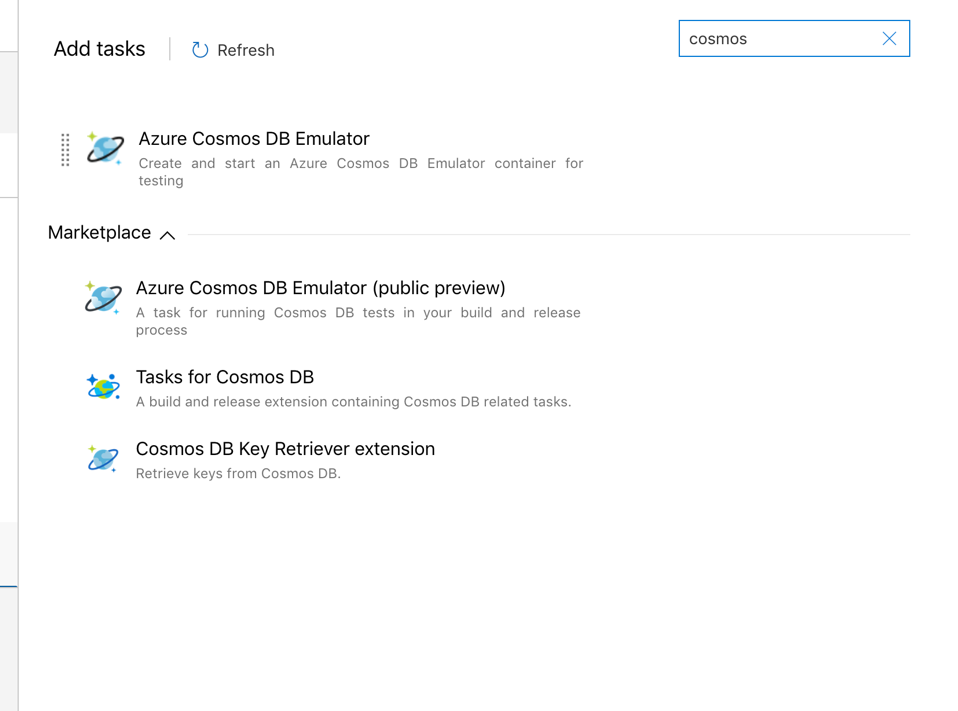 Add tasks
Refresh
cosmos
Azure Cosmos DB Emulator
Create and start an Azure Cosmos DB Emulator container for
testing
Marketplace
Azure Cosmos DB Emulator (public preview)
A task for running Cosmos DB tests in your build and release
process
Tasks for Cosmos DB
A build and release extension containing Cosmos DB related tasks.
Cosmos DB Key Retriever extension
Retrieve keys from Cosmos DB.